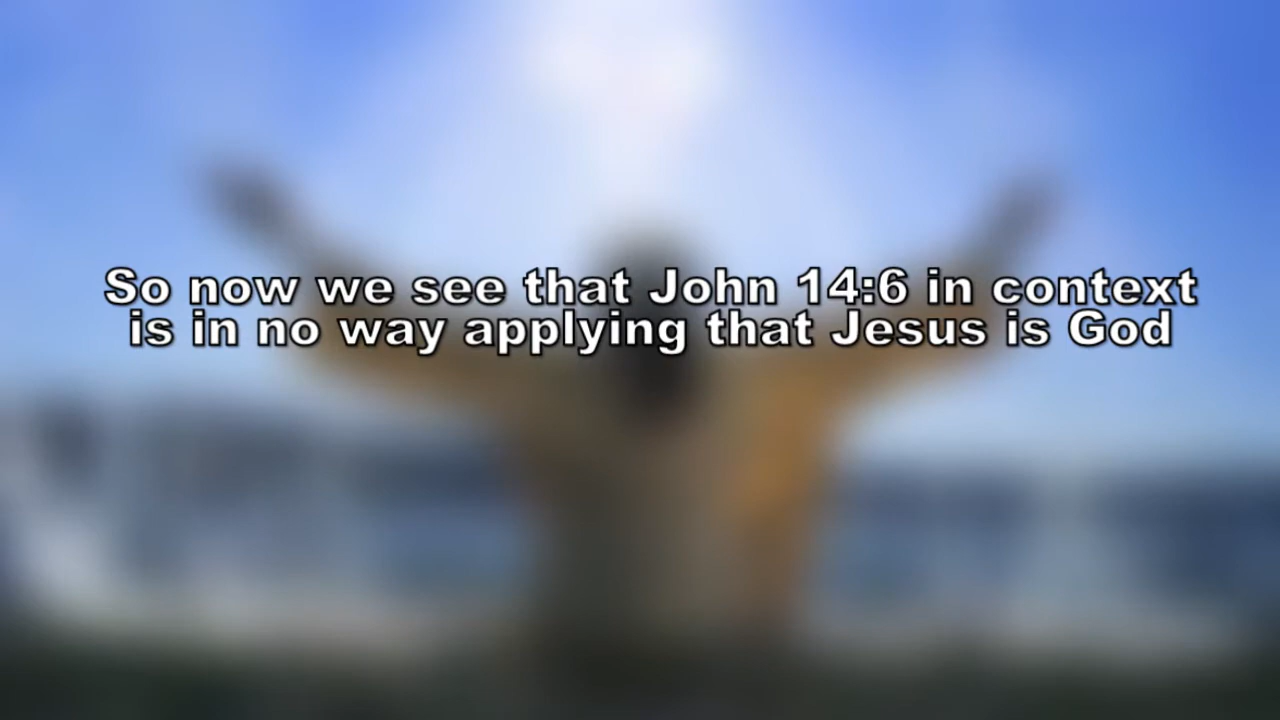 So now we see that John 14:6 in context
is in no way applying that Jesus is God